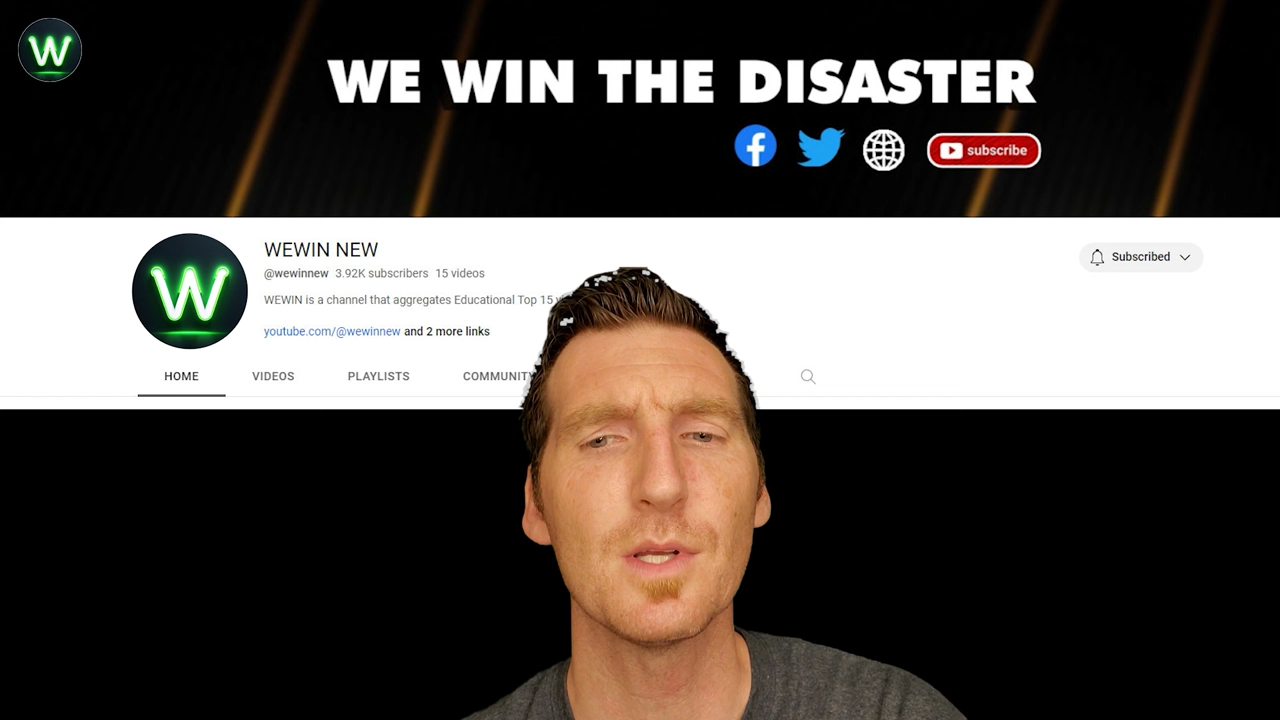 W
WE WIN THE DISASTER
f
subscribe
W
WEWIN NEW
@wewinnew 3.92K subscribers 15 videos
Subscribed
WEWIN is a channel that aggregates Educational Top 15
youtube.com/@wewinnew and 2 more links
HOME VIDEOS PLAYLISTS COMMUNITY